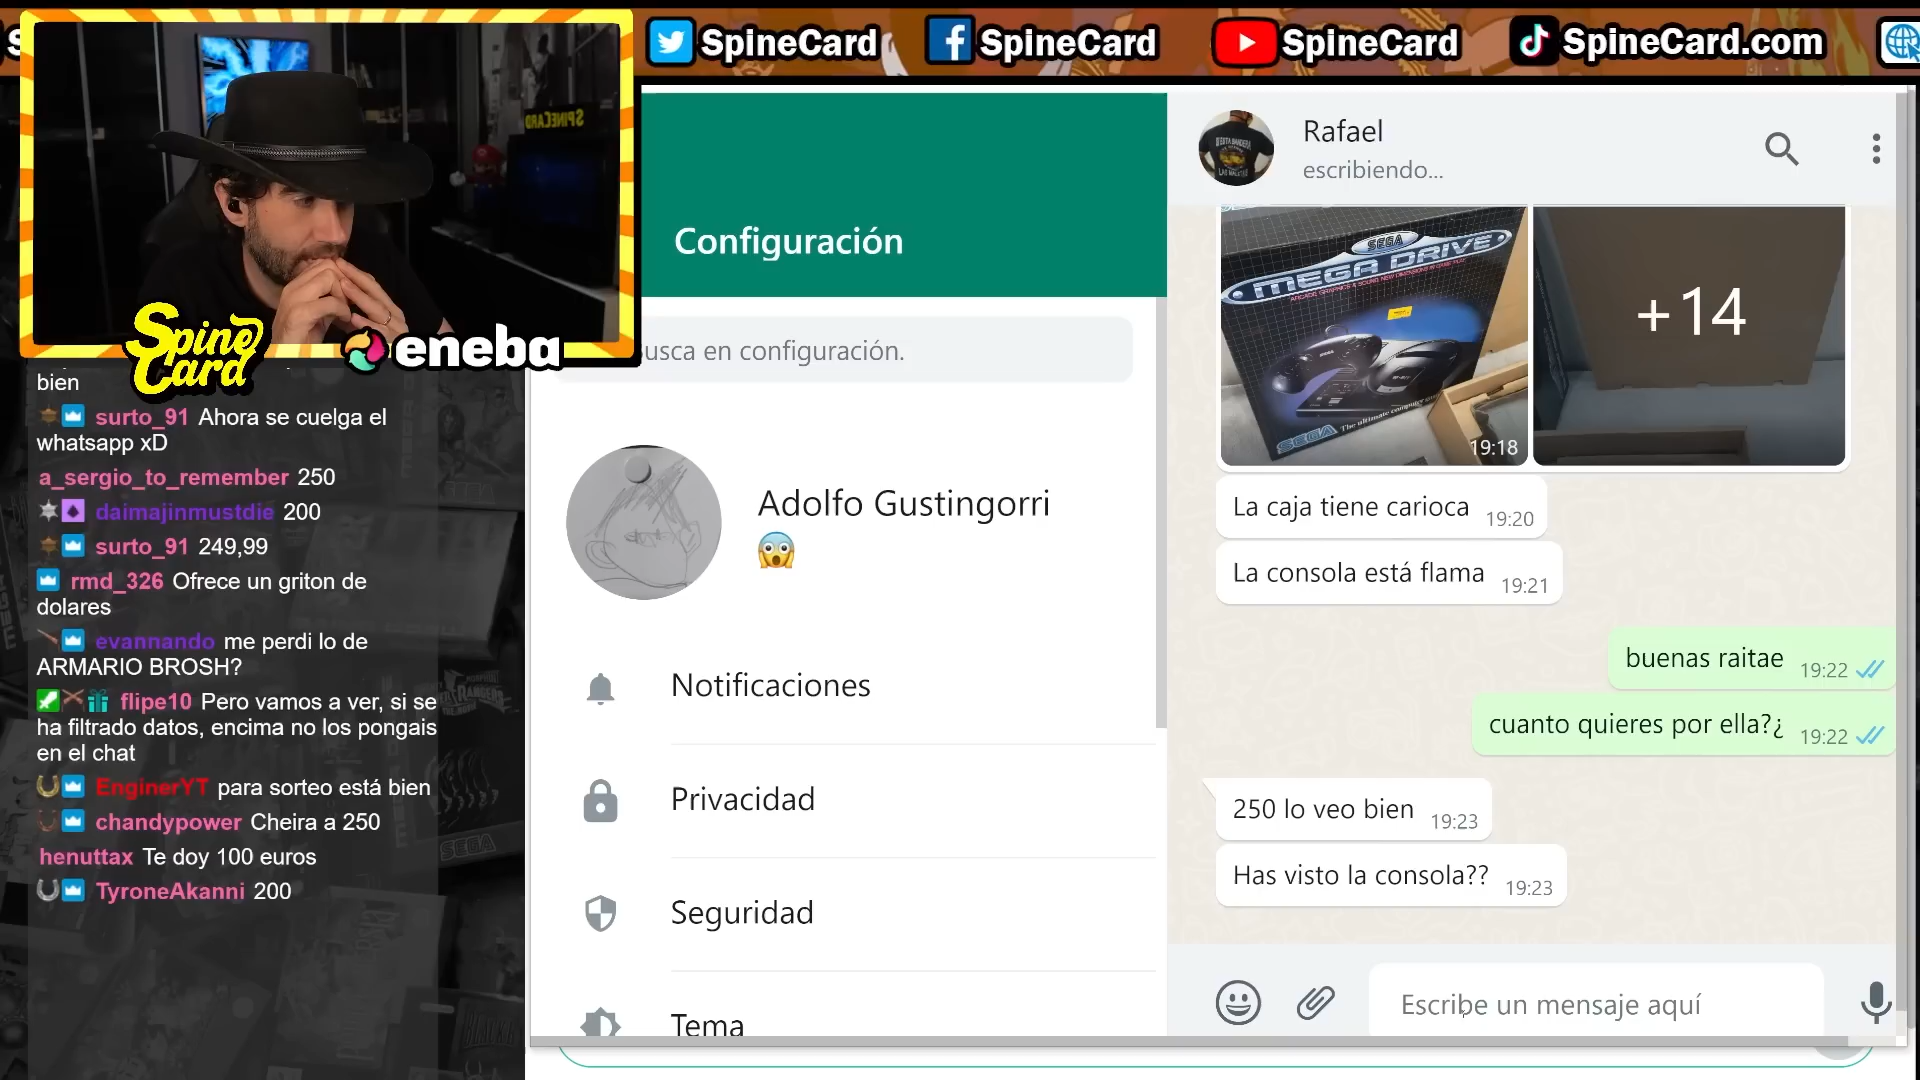 SpineCard
SpineCard
SpineCard
SpineCard.com
SPINECARD
Spine
Card
eneba
bien
surto_91 Ahora se cuelga el
whatsapp xD
a_sergio_to_remember 250
daimajinmustdie 200
surto_91 249,99
rmd_326 Ofrece un griton de
dolares
evannando me perdi lo de
ARMARIO BROSH?
flipe10 Pero vamos a ver, si se
ha filtrado datos, encima no los pongais
en el chat
EnginerYT para sorteo está bien
chandypower Cheira a 250
henuttax Te doy 100 euros
TyroneAkanni 200
Configuración
usca en configuración.
Adolfo Gustingorri
Notificaciones
Privacidad
Seguridad
Tema
Rafael
escribiendo...
SEGA
MEGA DRIVE
SEGA
19:18
+14
La caja tiene carioca 19:20
La consola está flama 19:21
buenas raitae 19:22
cuanto quieres por ella?¿ 19:22
250 lo veo bien 19:23
Has visto la consola?? 19:23
Escribe un mensaje aquí